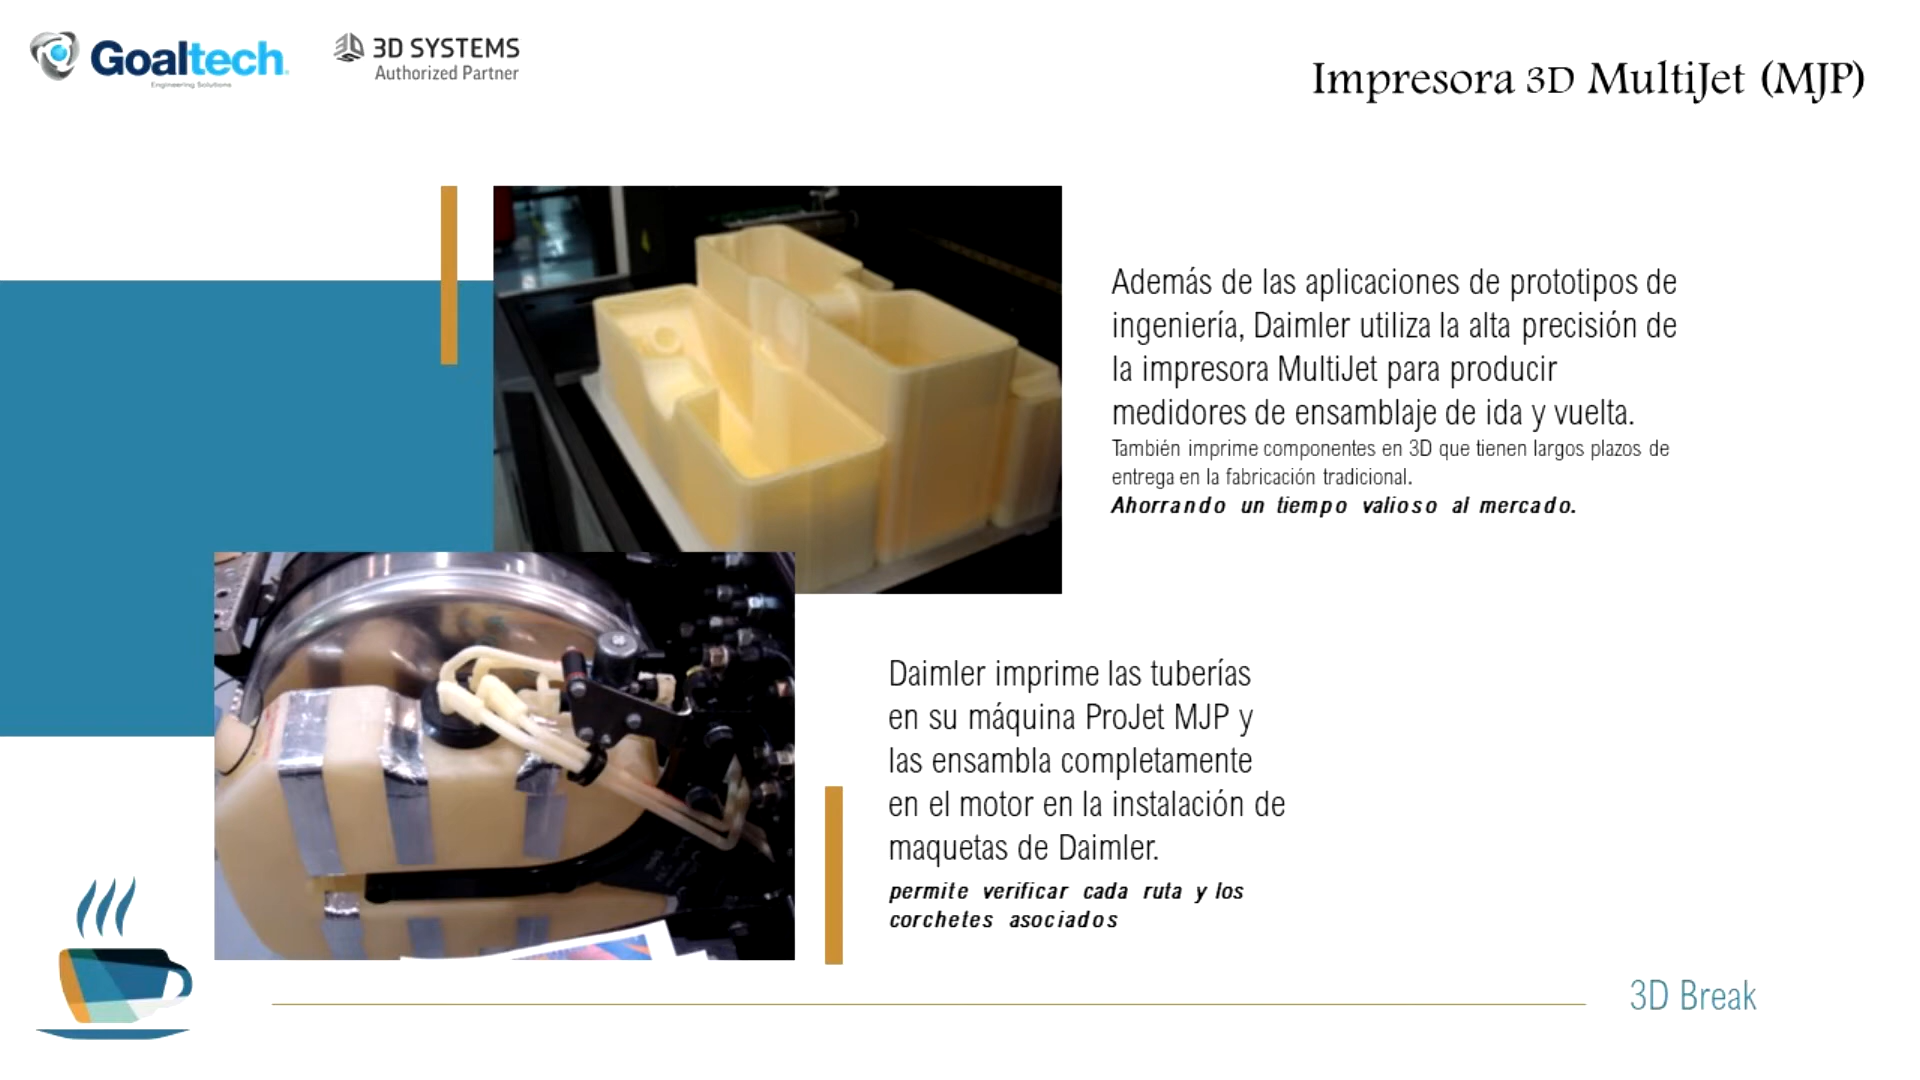 Goaltech
Engineering Solutions
3D SYSTEMS
Authorized Partner
Impresora 3D MultiJet (MJP)
Además de las aplicaciones de prototipos de
ingeniería, Daimler utiliza la alta precisión de
la impresora MultiJet para producir
medidores de ensamblaje de ida y vuelta.
También imprime componentes en 3D que tienen largos plazos de
entrega en la fabricación tradicional.
Ahorrando un tiempo valioso al mercado.
Daimler imprime las tuberías
en su máquina ProJet MJP y
las ensambla completamente
en el motor en la instalación de
maquetas de Daimler.
permite verificar cada ruta y los
corchetes asociados
3D Break